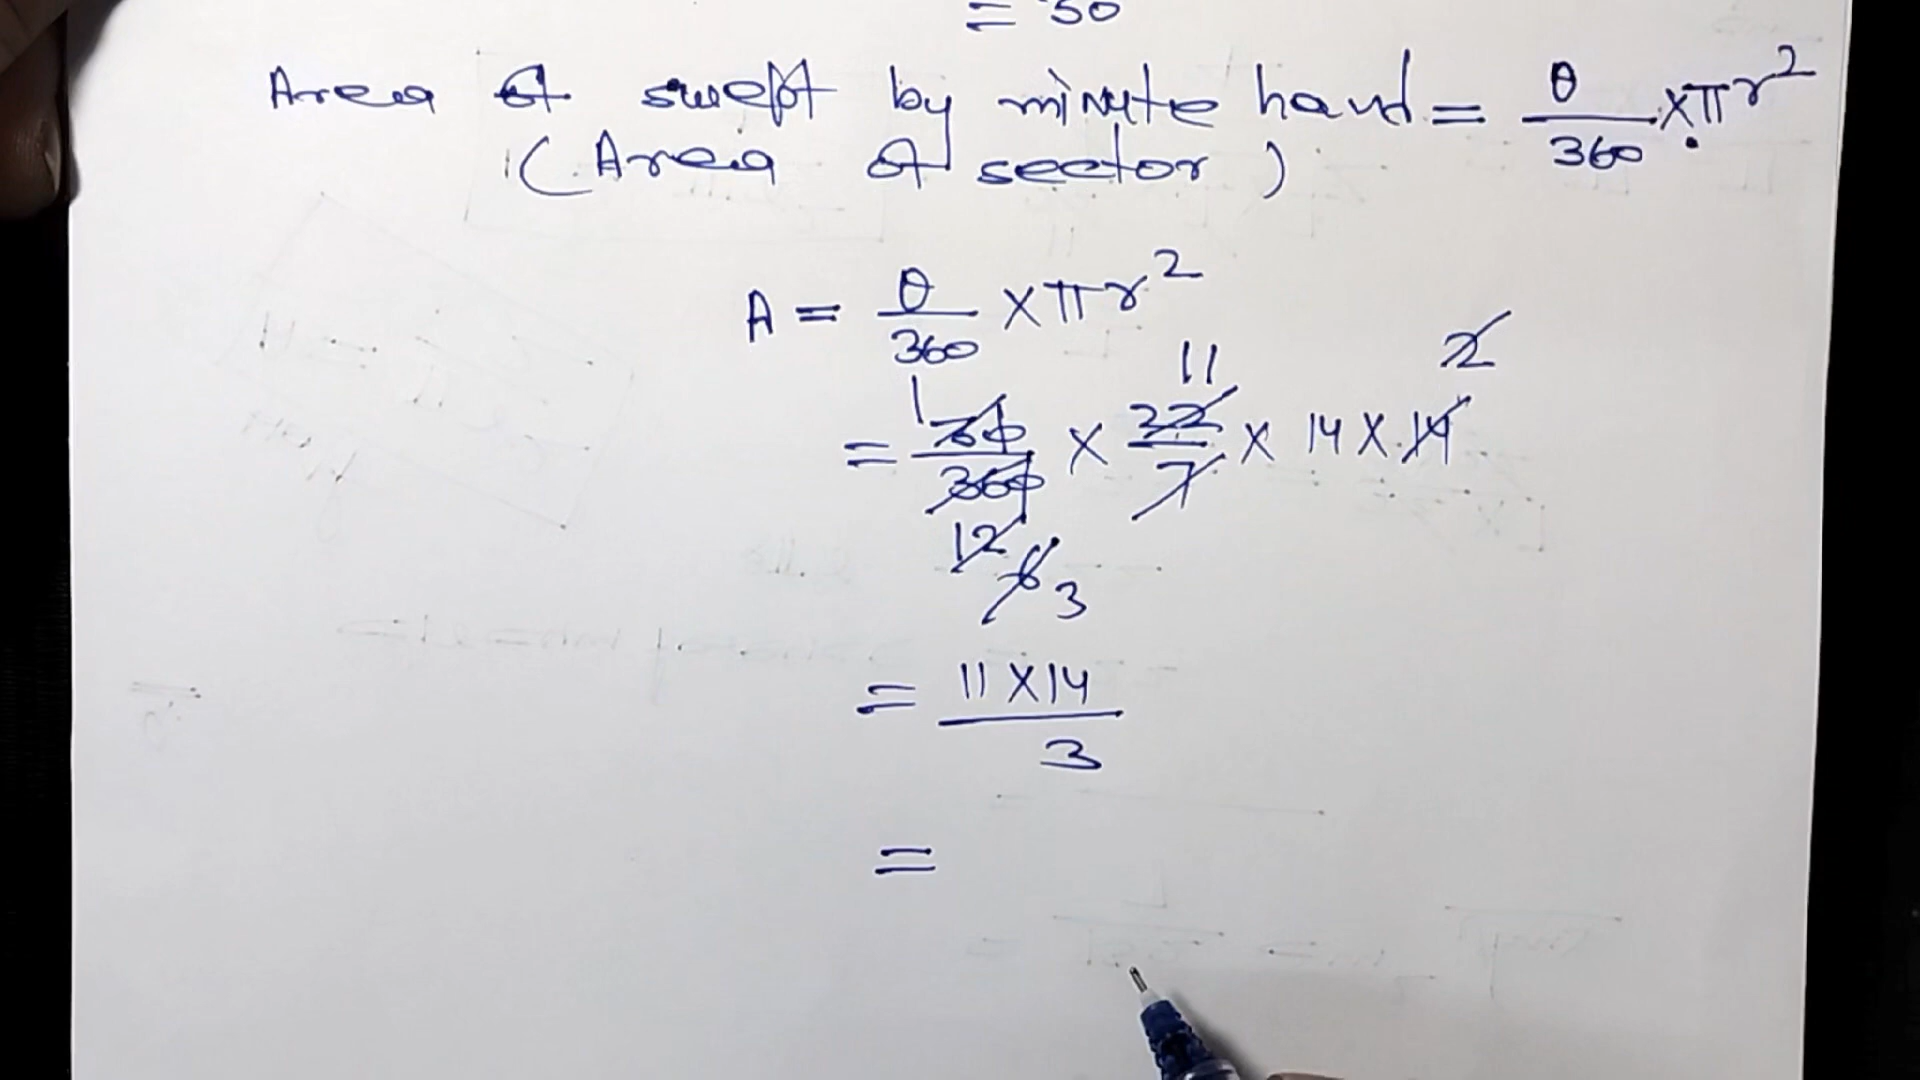 = 30
Area of swept by minute hand = θ/360 × πr²
(Area of sector)
A = θ/360 × πr²
= 30/360 × 22/7 × 14 × 14
1 11 2
12 6 3
= 11 × 14 / 3
=